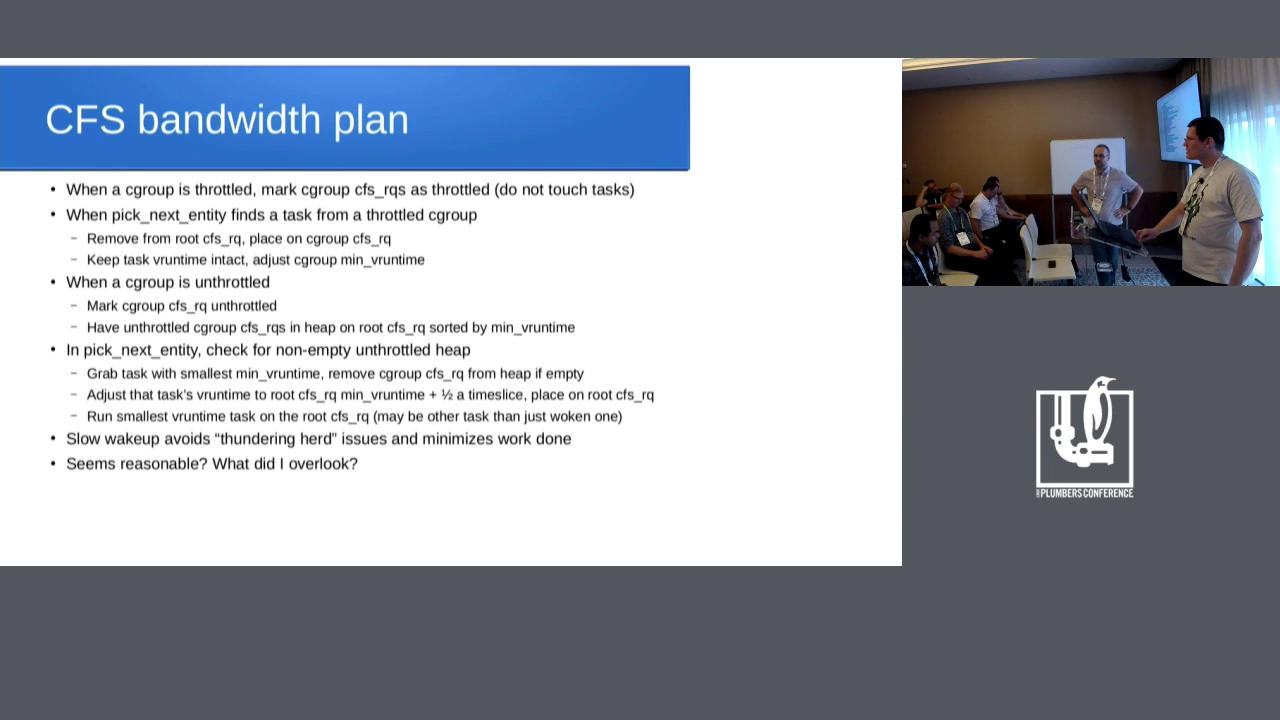 CFS bandwidth plan
• When a cgroup is throttled, mark cgroup cfs_rqs as throttled (do not touch tasks)
• When pick_next_entity finds a task from a throttled cgroup
– Remove from root cfs_rq, place on cgroup cfs_rq
– Keep task vruntime intact, adjust cgroup min_vruntime
• When a cgroup is unthrottled
– Mark cgroup cfs_rq unthrottled
– Have unthrottled cgroup cfs_rqs in heap on root cfs_rq sorted by min_vruntime
• In pick_next_entity, check for non-empty unthrottled heap
– Grab task with smallest min_vruntime, remove cgroup cfs_rq from heap if empty
– Adjust that task's vruntime to root cfs_rq min_vruntime + ½ a timeslice, place on root cfs_rq
– Run smallest vruntime task on the root cfs_rq (may be other task than just woken one)
• Slow wakeup avoids “thundering herd” issues and minimizes work done
• Seems reasonable? What did I overlook?
PLUMBERS CONFERENCE